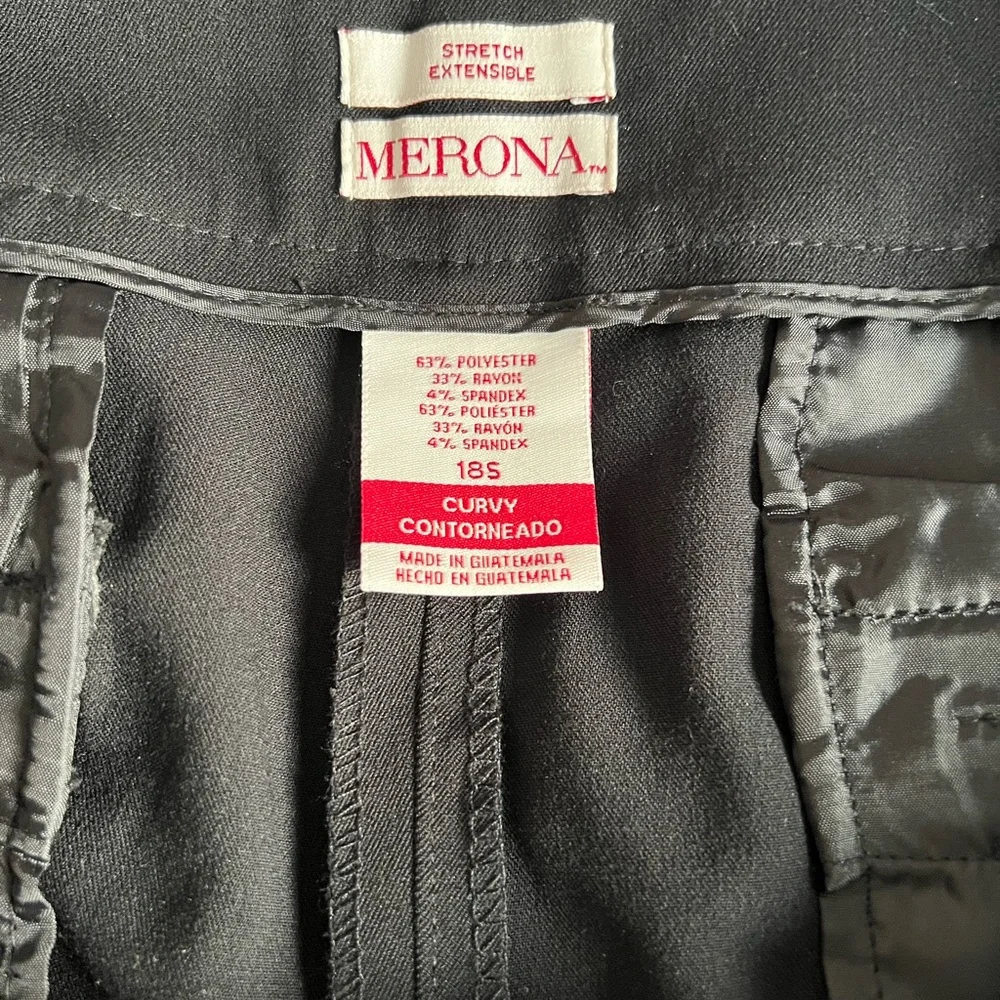 STRETCH
EXTENSIBLE
MERONA™
63% POLYESTER
33% RAYON
4% SPANDEX
63% POLIÉSTER
33% RAYÓN
4% SPANDEX
18S
CURVY
CONTORNEADO
MADE IN GUATEMALA
HECHO EN GUATEMALA